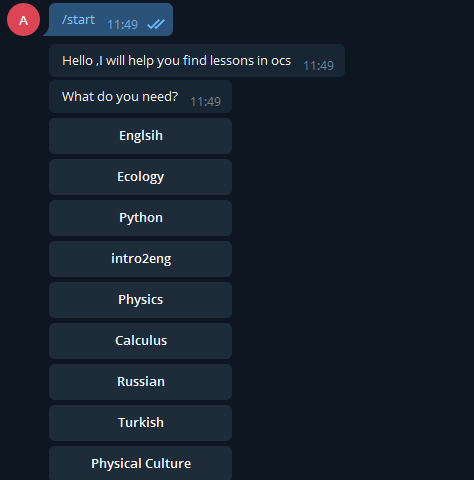 A
/start 11:49
Hello ,I will help you find lessons in ocs 11:49
What do you need? 11:49
Englsih
Ecology
Python
intro2eng
Physics
Calculus
Russian
Turkish
Physical Culture